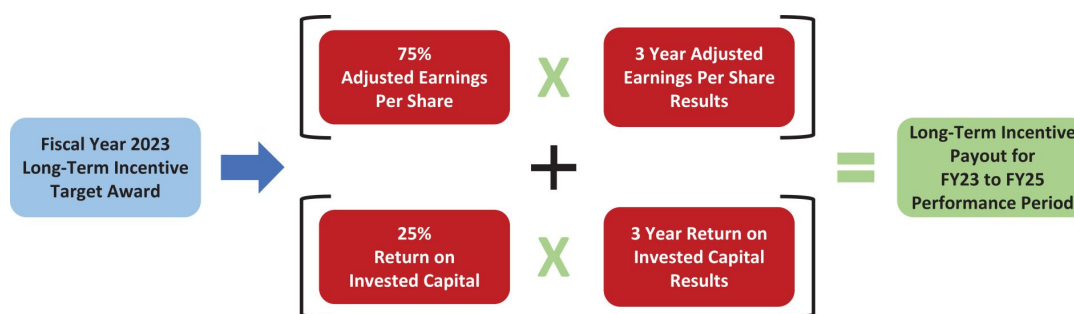 Fiscal Year 2023
Long-Term Incentive
Target Award
75%
Adjusted Earnings
Per Share
X
3 Year Adjusted
Earnings Per Share
Results
+
25%
Return on
Invested Capital
X
3 Year Return on
Invested Capital
Results
=
Long-Term Incentive
Payout for
FY23 to FY25
Performance Period